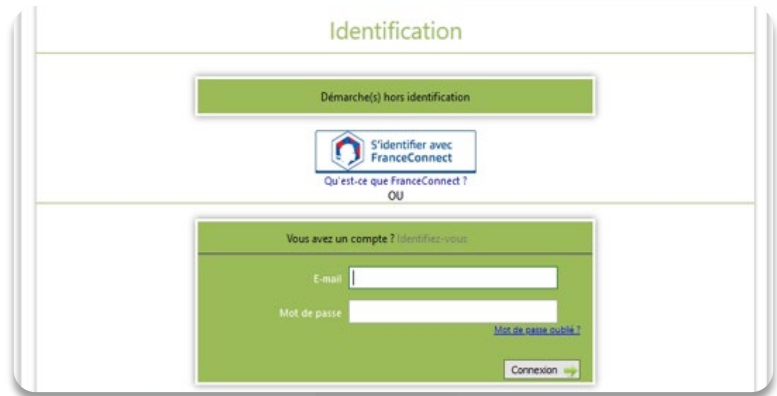 Identification
Démarche(s) hors identification
S'identifier avec
FranceConnect
Qu'est-ce que FranceConnect ?
OU
Vous avez un compte ? Identifiez-vous
E-mail
Mot de passe
Mot de passe oublié ?
Connexion